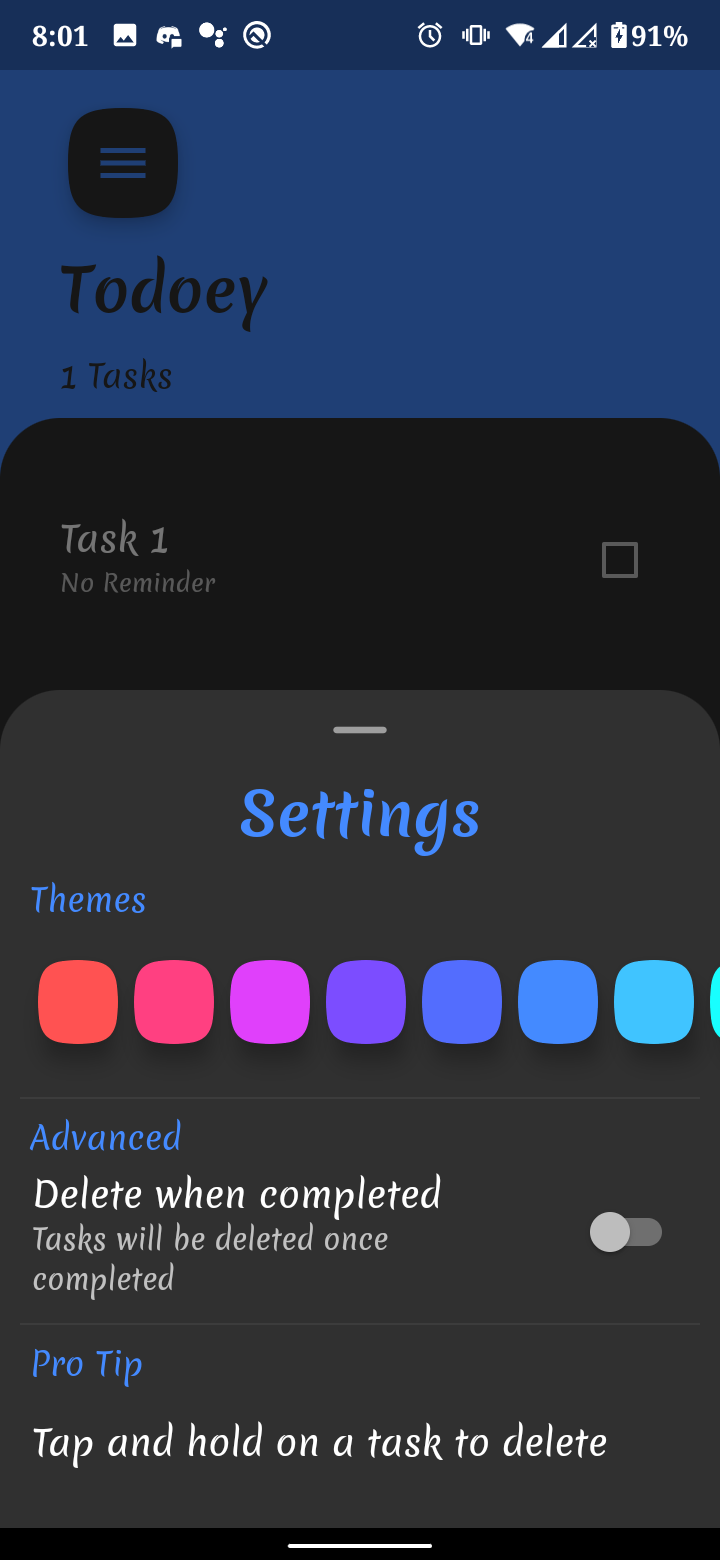 8:01 91%
Todoey
1 Tasks
Task 1
No Reminder
Settings
Themes
Advanced
Delete when completed
Tasks will be deleted once
completed
Pro Tip
Tap and hold on a task to delete